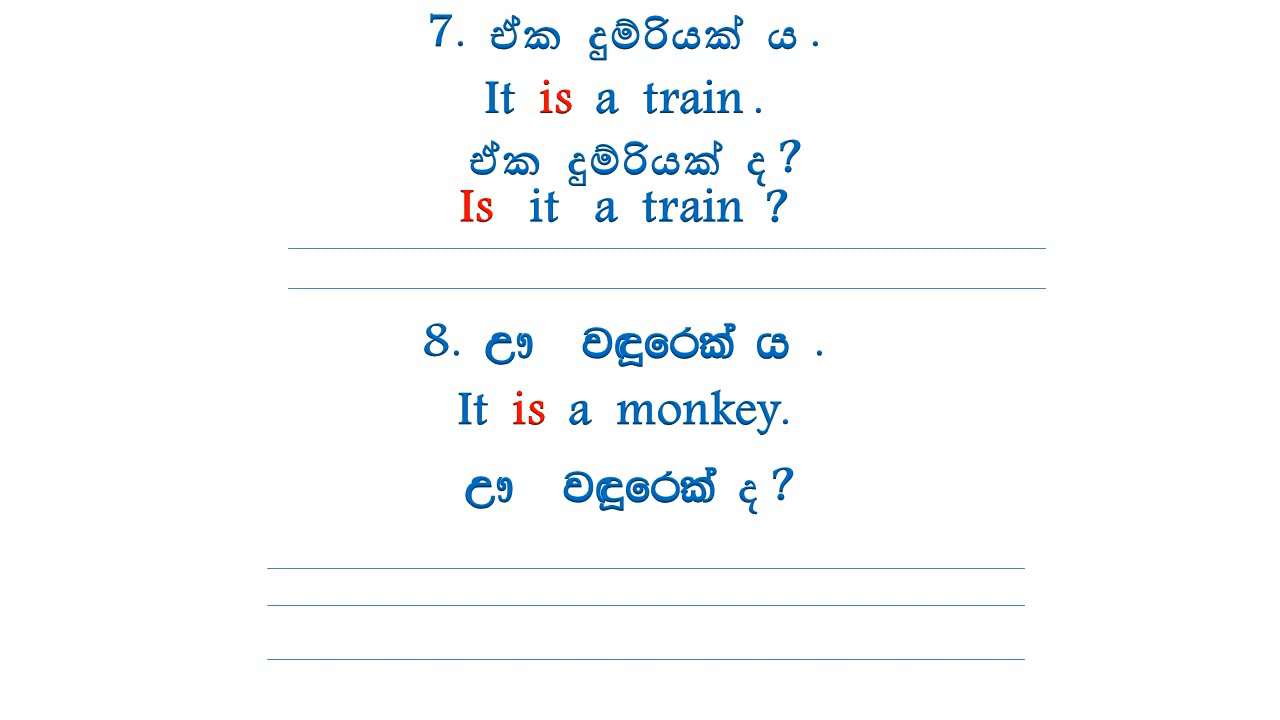 7. ඒක දුම්රියක් ය .
It is a train .
ඒක දුම්රියක් ද ?
Is it a train ?
8. ඌ වඳුූරෙක් ය .
It is a monkey.
ඌ වඳූරෙක් ද ?